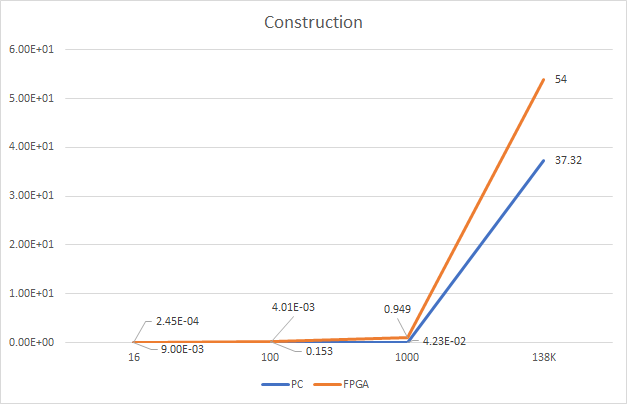 Construction
6.00E+01
5.00E+01
4.00E+01
3.00E+01
2.00E+01
1.00E+01
0.00E+00
54
37.32
2.45E-04
9.00E-03
4.01E-03
0.153
0.949
4.23E-02
16
100
1000
138K
PC
FPGA